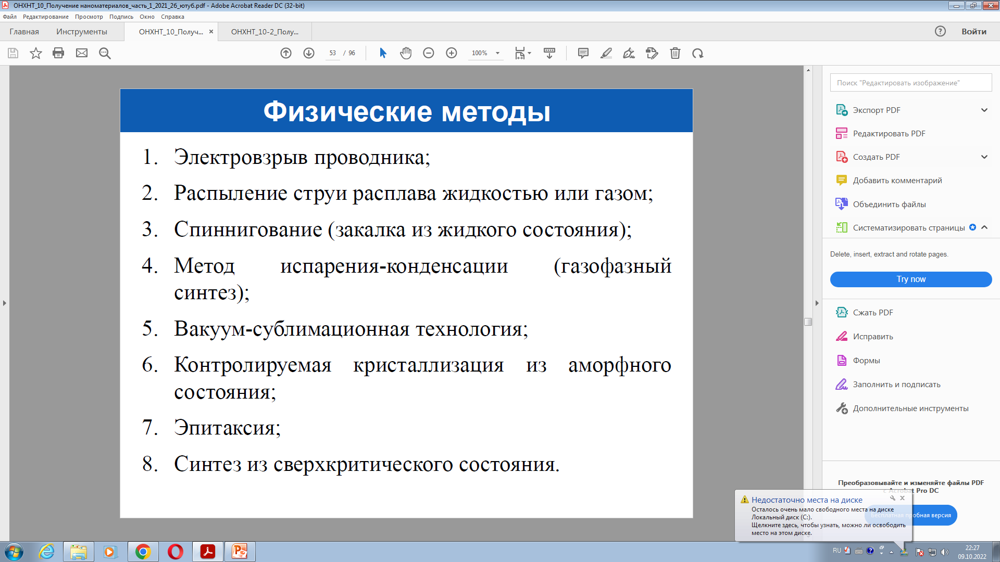 ОНХНТ_10_Получение наноматериалов_часть_1_2021_26_ютуб.pdf - Adobe Acrobat Reader DC (32-bit)
Файл Редактирование Просмотр Подпись Окно Справка
Главная Инструменты ОНХНТ_10_Получ... × ОНХНТ_10-2_Полу... Войти
53 / 96 100%
Физические методы
1. Электровзрыв проводника;
2. Распыление струи расплава жидкостью или газом;
3. Спиннигование (закалка из жидкого состояния);
4. Метод испарения-конденсации (газофазный
синтез);
5. Вакуум-сублимационная технология;
6. Контролируемая кристаллизация из аморфного
состояния;
7. Эпитаксия;
8. Синтез из сверхкритического состояния.
Поиск "Редактировать изображение"
Экспорт PDF
Редактировать PDF
Создать PDF
Добавить комментарий
Объединить файлы
Систематизировать страницы
Delete, insert, extract and rotate pages.
Try now
Сжать PDF
Исправить
Формы
Заполнить и подписать
Дополнительные инструменты
Преобразовывайте и изменяйте файлы PDF
с Acrobat Pro DC
Бесплатная пробная версия
Недостаточно места на диске
Осталось очень мало свободного места на диске
Локальный диск (C:).
Щелкните здесь, чтобы узнать, можно ли освободить
место на этом диске.
RU
22:27
09.10.2022